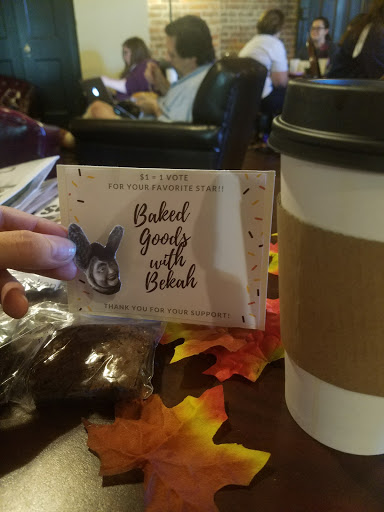 $1 = 1 VOTE
FOR YOUR FAVORITE STAR!!
Baked
Goods
with
Bekah
THANK YOU FOR YOUR SUPPORT!